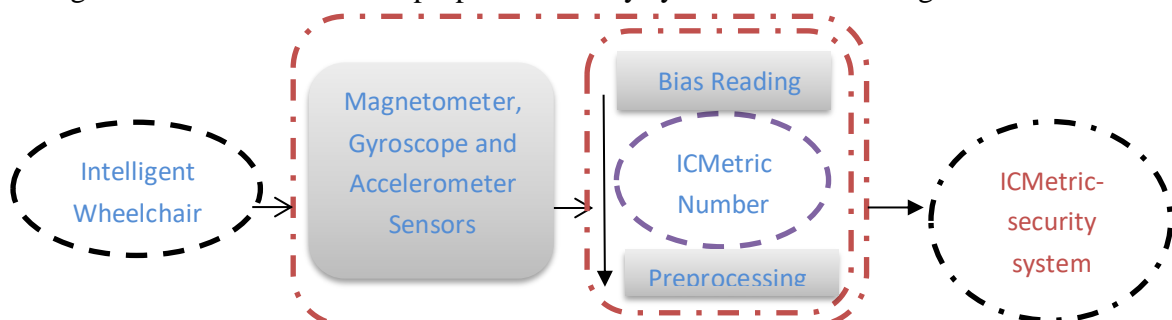 Intelligent
Wheelchair
Magnetometer,
Gyroscope and
Accelerometer
Sensors
Bias Reading
ICMetric
Number
Preprocessing
ICMetric-
security
system